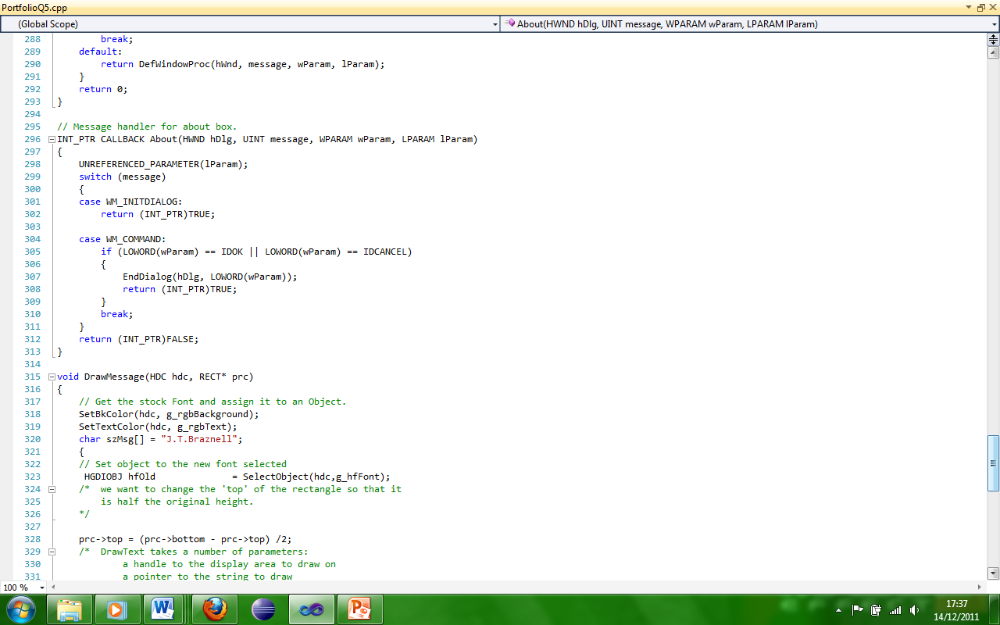 PortfolioQ5.cpp
(Global Scope) About(HWND hDlg, UINT message, WPARAM wParam, LPARAM lParam)
288 break;
289 default:
290 return DefWindowProc(hWnd, message, wParam, lParam);
291 }
292 return 0;
293 }
294
295 // Message handler for about box.
296 INT_PTR CALLBACK About(HWND hDlg, UINT message, WPARAM wParam, LPARAM lParam)
297 {
298 UNREFERENCED_PARAMETER(lParam);
299 switch (message)
300 {
301 case WM_INITDIALOG:
302 return (INT_PTR)TRUE;
303
304 case WM_COMMAND:
305 if (LOWORD(wParam) == IDOK || LOWORD(wParam) == IDCANCEL)
306 {
307 EndDialog(hDlg, LOWORD(wParam));
308 return (INT_PTR)TRUE;
309 }
310 break;
311 }
312 return (INT_PTR)FALSE;
313 }
314
315 void DrawMessage(HDC hdc, RECT* prc)
316 {
317 // Get the stock Font and assign it to an Object.
318 SetBkColor(hdc, g_rgbBackground);
319 SetTextColor(hdc, g_rgbText);
320 char szMsg[] = "J.T.Braznell";
321 {
322 // Set object to the new font selected
323 HGDIOBJ hfOld = SelectObject(hdc,g_hfFont);
324 /* we want to change the 'top' of the rectangle so that it
325 is half the original height.
326 */
327
328 prc->top = (prc->bottom - prc->top) /2;
329 /* DrawText takes a number of parameters:
330 a handle to the display area to draw on
331 a pointer to the string to draw
100 %
17:37
14/12/2011